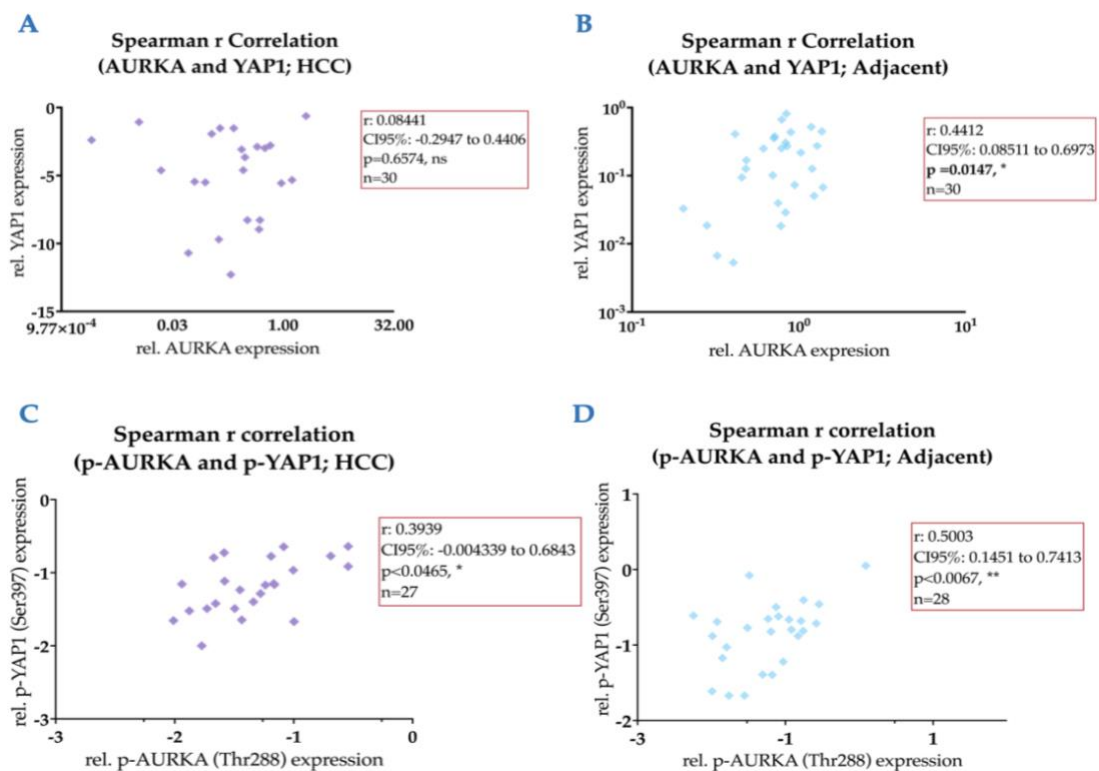 A
Spearman r Correlation
(AURKA and YAP1; HCC)
rel. YAP1 expression
0
-5
-10
-15
9.77×10⁻⁴ 0.03 1.00 32.00
rel. AURKA expression
r: 0.08441
CI95%: -0.2947 to 0.4406
p=0.6574, ns
n=30
B
Spearman r Correlation
(AURKA and YAP1; Adjacent)
rel. YAP1 expression
10⁰
10⁻¹
10⁻²
10⁻³
10⁻¹ 10⁰ 10¹
rel. AURKA expresion
r: 0.4412
CI95%: 0.08511 to 0.6973
p =0.0147, *
n=30
C
Spearman r correlation
(p-AURKA and p-YAP1; HCC)
rel. p-YAP1 (Ser397) expression
0
-1
-2
-3
-3 -2 -1 0
rel. p-AURKA (Thr288) expression
r: 0.3939
CI95%: -0.004339 to 0.6843
p<0.0465, *
n=27
D
Spearman r correlation
(p-AURKA and p-YAP1; Adjacent)
rel. p-YAP1 (Ser397) expression
1
0
-1
-2
-3 -1 1
rel. p-AURKA (Thr288) expression
r: 0.5003
CI95%: 0.1451 to 0.7413
p<0.0067, **
n=28